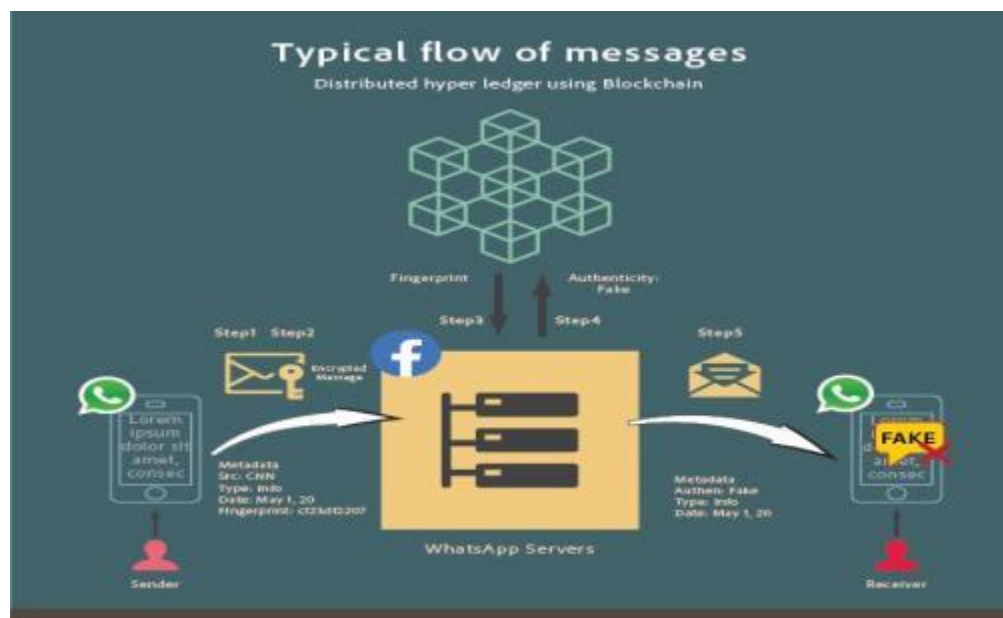 Typical flow of messages
Distributed hyper ledger using Blockchain
Fingerprint
Authenticity:
Fake
Step3
Step4
Step1 Step2
Encrypted
Message
Step5
Lorem
ipsum
dolor sit
amet,
consec
Metadata
Src: CNN
Type: Info
Date: May 1, 20
WhatsApp Servers
Metadata
Authen: Fake
Type: Info
Date: May 1, 20
FAKE
consec
Sender
Receiver